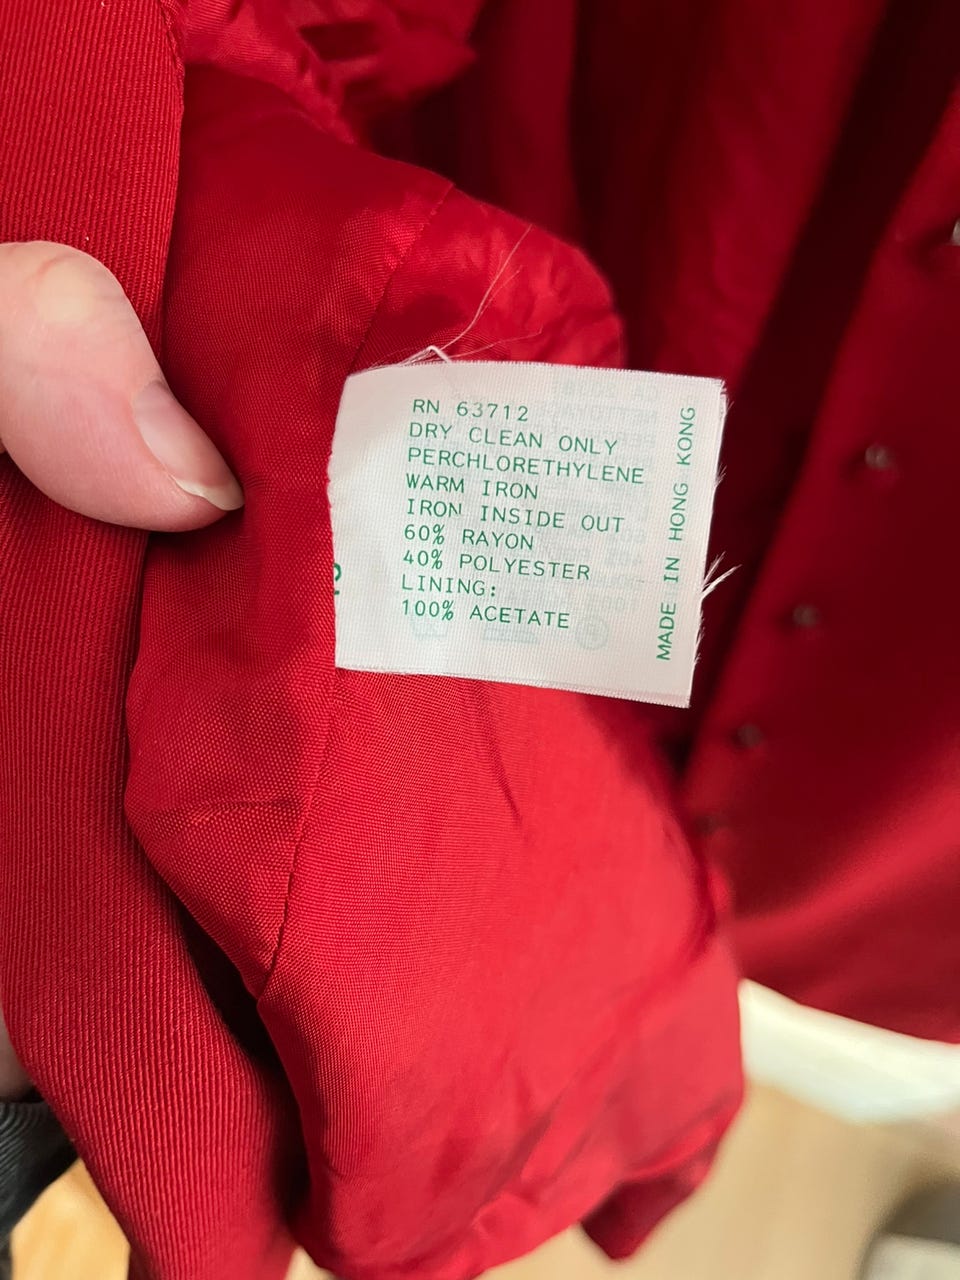 RN 63712
DRY CLEAN ONLY
PERCHLORETHYLENE
WARM IRON
IRON INSIDE OUT
60% RAYON
40% POLYESTER
LINING:
100% ACETATE
MADE IN HONG KONG